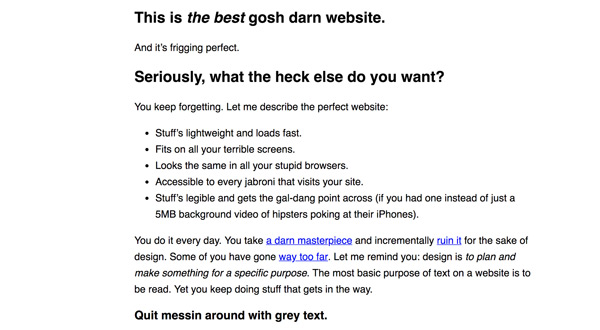 This is the best gosh darn website.
And it’s frigging perfect.
Seriously, what the heck else do you want?
You keep forgetting. Let me describe the perfect website:
• Stuff’s lightweight and loads fast.
• Fits on all your terrible screens.
• Looks the same in all your stupid browsers.
• Accessible to every jabroni that visits your site.
• Stuff’s legible and gets the gal-dang point across (if you had one instead of just a
5MB background video of hipsters poking at their iPhones).
You do it every day. You take a darn masterpiece and incrementally ruin it for the sake of
design. Some of you have gone way too far. Let me remind you: design is to plan and
make something for a specific purpose. The most basic purpose of text on a website is to
be read. Yet you keep doing stuff that gets in the way.
Quit messin around with grey text.